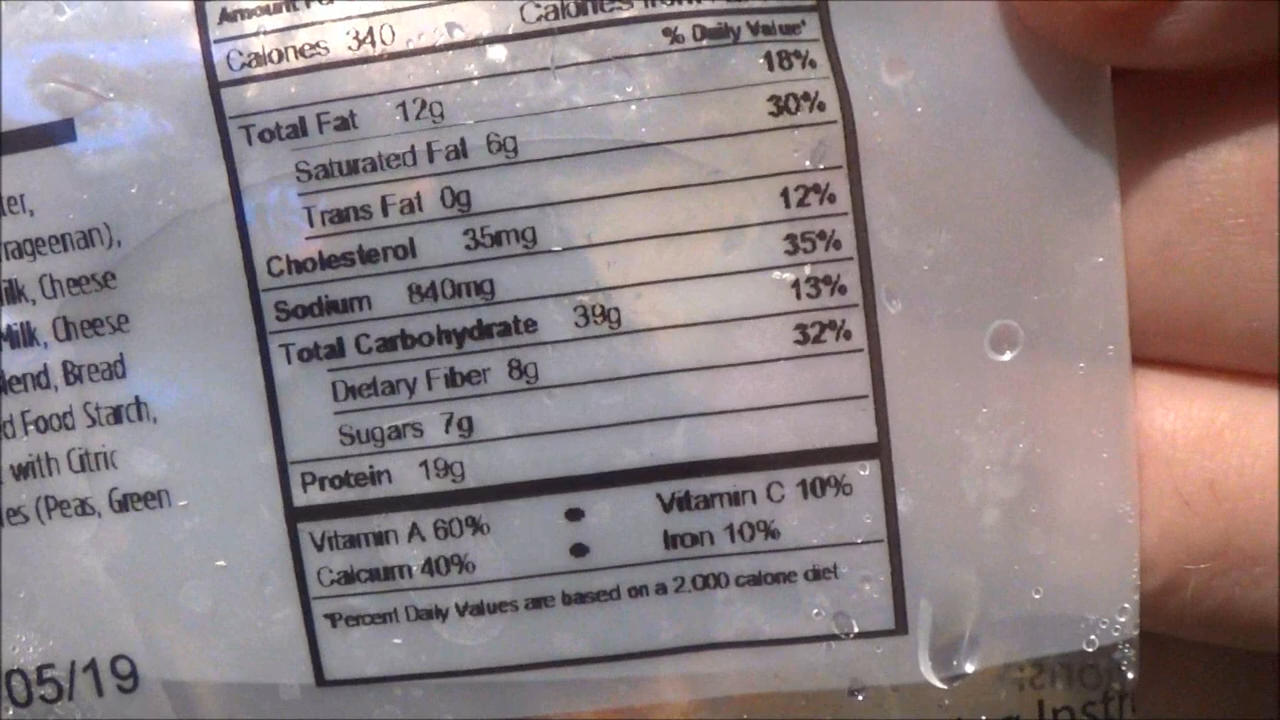 Amount
Calories
Calories 340
% Daily Value*
Total Fat 12g 18%
Saturated Fat 6g 30%
Trans Fat 0g
Cholesterol 35mg 12%
Sodium 840mg 35%
Total Carbohydrate 39g 13%
Dietary Fiber 8g 32%
Sugars 7g
Protein 19g
Vitamin A 60% • Vitamin C 10%
Calcium 40% • Iron 10%
*Percent Daily Values are based on a 2,000 calorie diet
ter,
rageenan),
ilk, Cheese
Milk, Cheese
lend, Bread
d Food Starch,
with Citric
les (Peas, Green
05/19